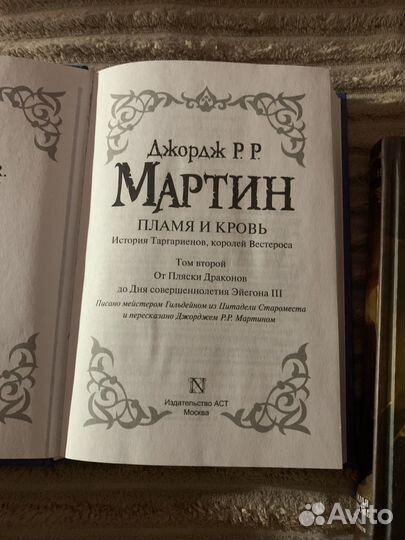 Джордж Р. Р.
МАРТИН
ПЛАМЯ И КРОВЬ
История Таргариенов, королей Вестероса
Том второй
От Пляски Драконов
до Дня совершеннолетия Эйегона III
Писано мейстером Гильдейном из Цитадели Староместа
и пересказано Джорджем Р.Р. Мартином
N
Издательство АСТ
Москва
Avito